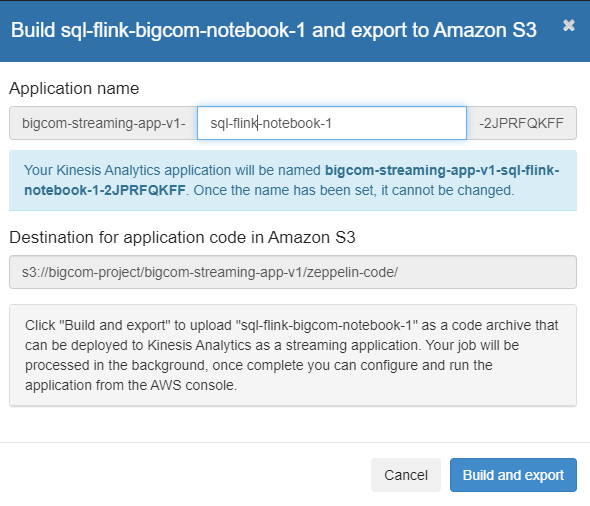 Build sql-flink-bigcom-notebook-1 and export to Amazon S3 ×
Application name
bigcom-streaming-app-v1- sql-flink-notebook-1 -2JPRFQKFF
Your Kinesis Analytics application will be named bigcom-streaming-app-v1-sql-flink-
notebook-1-2JPRFQKFF. Once the name has been set, it cannot be changed.
Destination for application code in Amazon S3
s3://bigcom-project/bigcom-streaming-app-v1/zeppelin-code/
Click "Build and export" to upload "sql-flink-bigcom-notebook-1" as a code archive that
can be deployed to Kinesis Analytics as a streaming application. Your job will be
processed in the background, once complete you can configure and run the
application from the AWS console.
Cancel Build and export